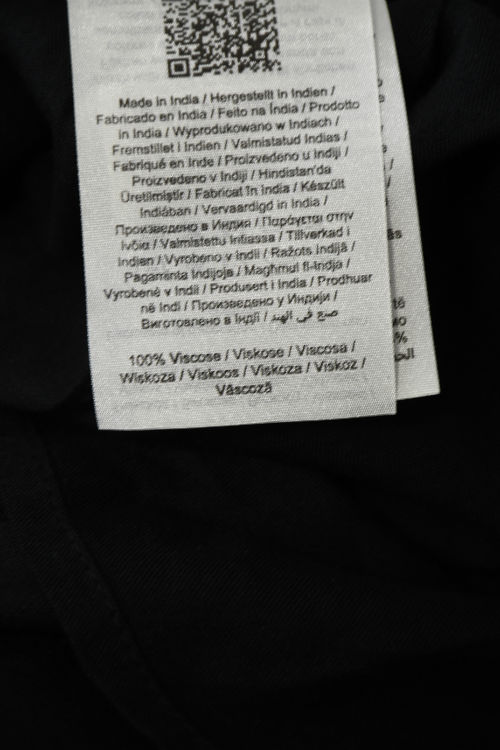 Made in India / Hergestellt in Indien /
Fabricado en India / Feito na Índia / Prodotto
in India / Wyprodukowano w Indiach /
Fremstillet i Indien / Valmistatud Indias /
Fabriqué en Inde / Proizvedeno u Indiji /
Proizvedeno v Indiji / Hindistan'da
Üretilmiştir / Fabricat în India / Készült
Indiában / Vervaardigd in India /
Произведено в Индия / Παράγεται στην
Ινδία / Valmistettu Intiassa / Tillverkad i
Indien / Vyrobeno v Indii / Ražots Indijā /
Pagaminta Indijoje / Magħmul fl-Indja /
Vyrobené v Indii / Produsert i India / Prodhuar
në Indi / Произведено у Индији /
Виготовлено в Індії / صنع في الهند
100% Viscose / Viskose / Viscosa /
Wiskoza / Viskoos / Viskoza / Viskoz /
Vâscoză